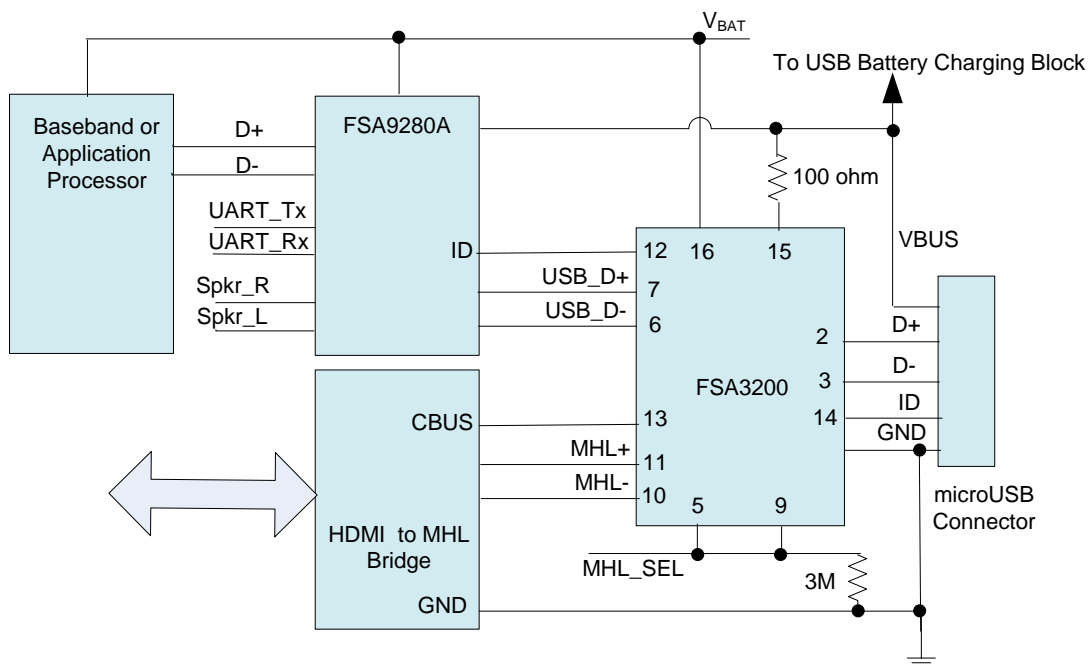 VBAT
To USB Battery Charging Block
Baseband or
Application
Processor
D+
D-
UART_Tx
UART_Rx
Spkr_R
Spkr_L
FSA9280A
ID
100 ohm
VBUS
12
16
15
USB_D+
7
USB_D-
6
2
D+
3
D-
FSA3200
14
ID
GND
CBUS
13
MHL+
11
MHL-
10
5
9
microUSB
Connector
HDMI to MHL
Bridge
MHL_SEL
3M
GND